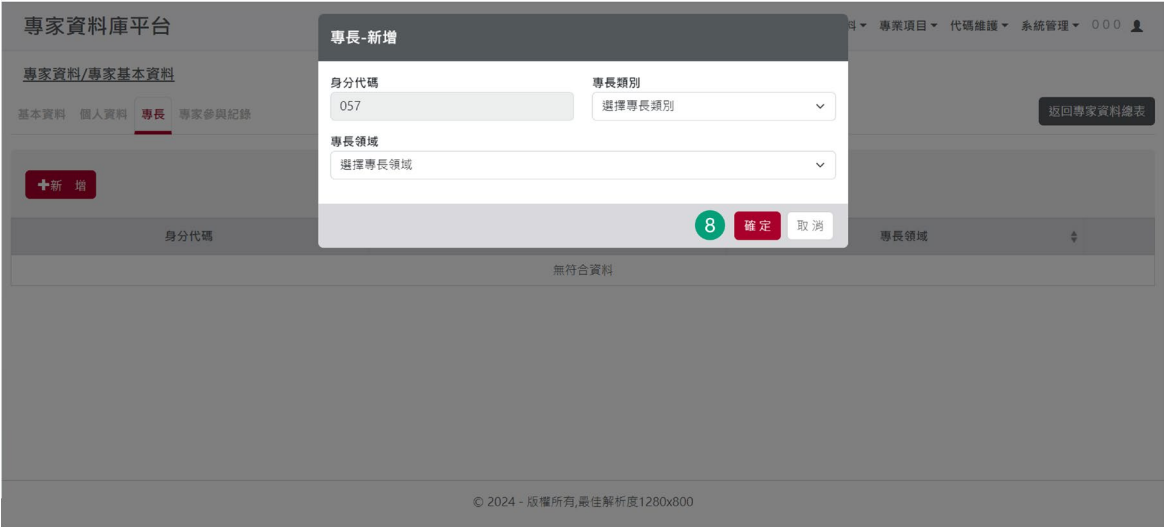 專家資料庫平台
料 專業項目 代碼維護 系統管理 000
專長-新增
專家資料/專家基本資料
身分代碼 專長類別
057 選擇專長類別
基本資料 個人資料 專長 專家參與記錄
返回專家資料總表
專長領域
選擇專長領域
新 增
8 確定 取消
身分代碼 專長領域
無符合資料
© 2024 - 版權所有,最佳解析度1280x800